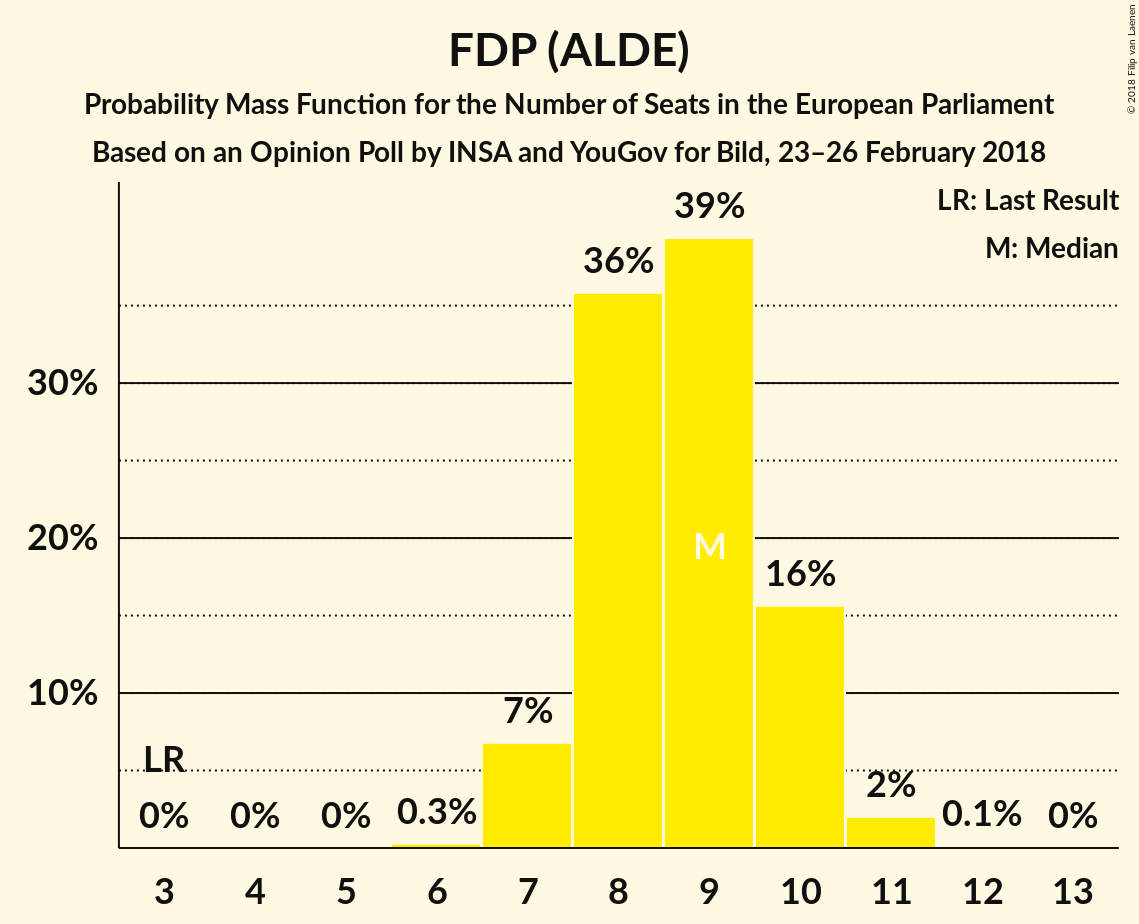 FDP (ALDE)
Probability Mass Function for the Number of Seats in the European Parliament
Based on an Opinion Poll by INSA and YouGov for Bild, 23–26 February 2018
© 2018 Filip van Laenen
LR: Last Result
M: Median
39%
36%
30%
M
20%
16%
10%
7%
LR
2%
0%
0%
0%
0.3%
0.1%
0%
3 4 5 6 7 8 9 10 11 12 13